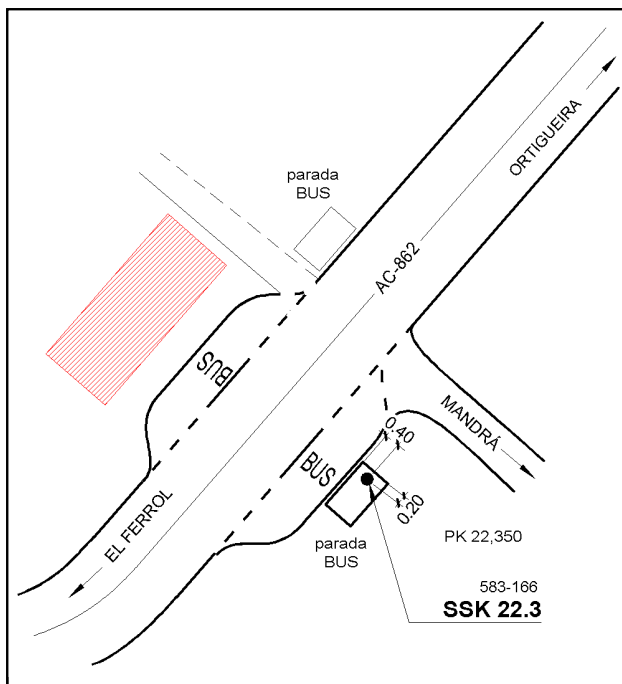 ORTIGUEIRA
parada
BUS
AC-862
BUS
MANDRÁ
0.40
BUS
0.20
EL FERROL
PK 22,350
parada
BUS
583-166
SSK 22.3